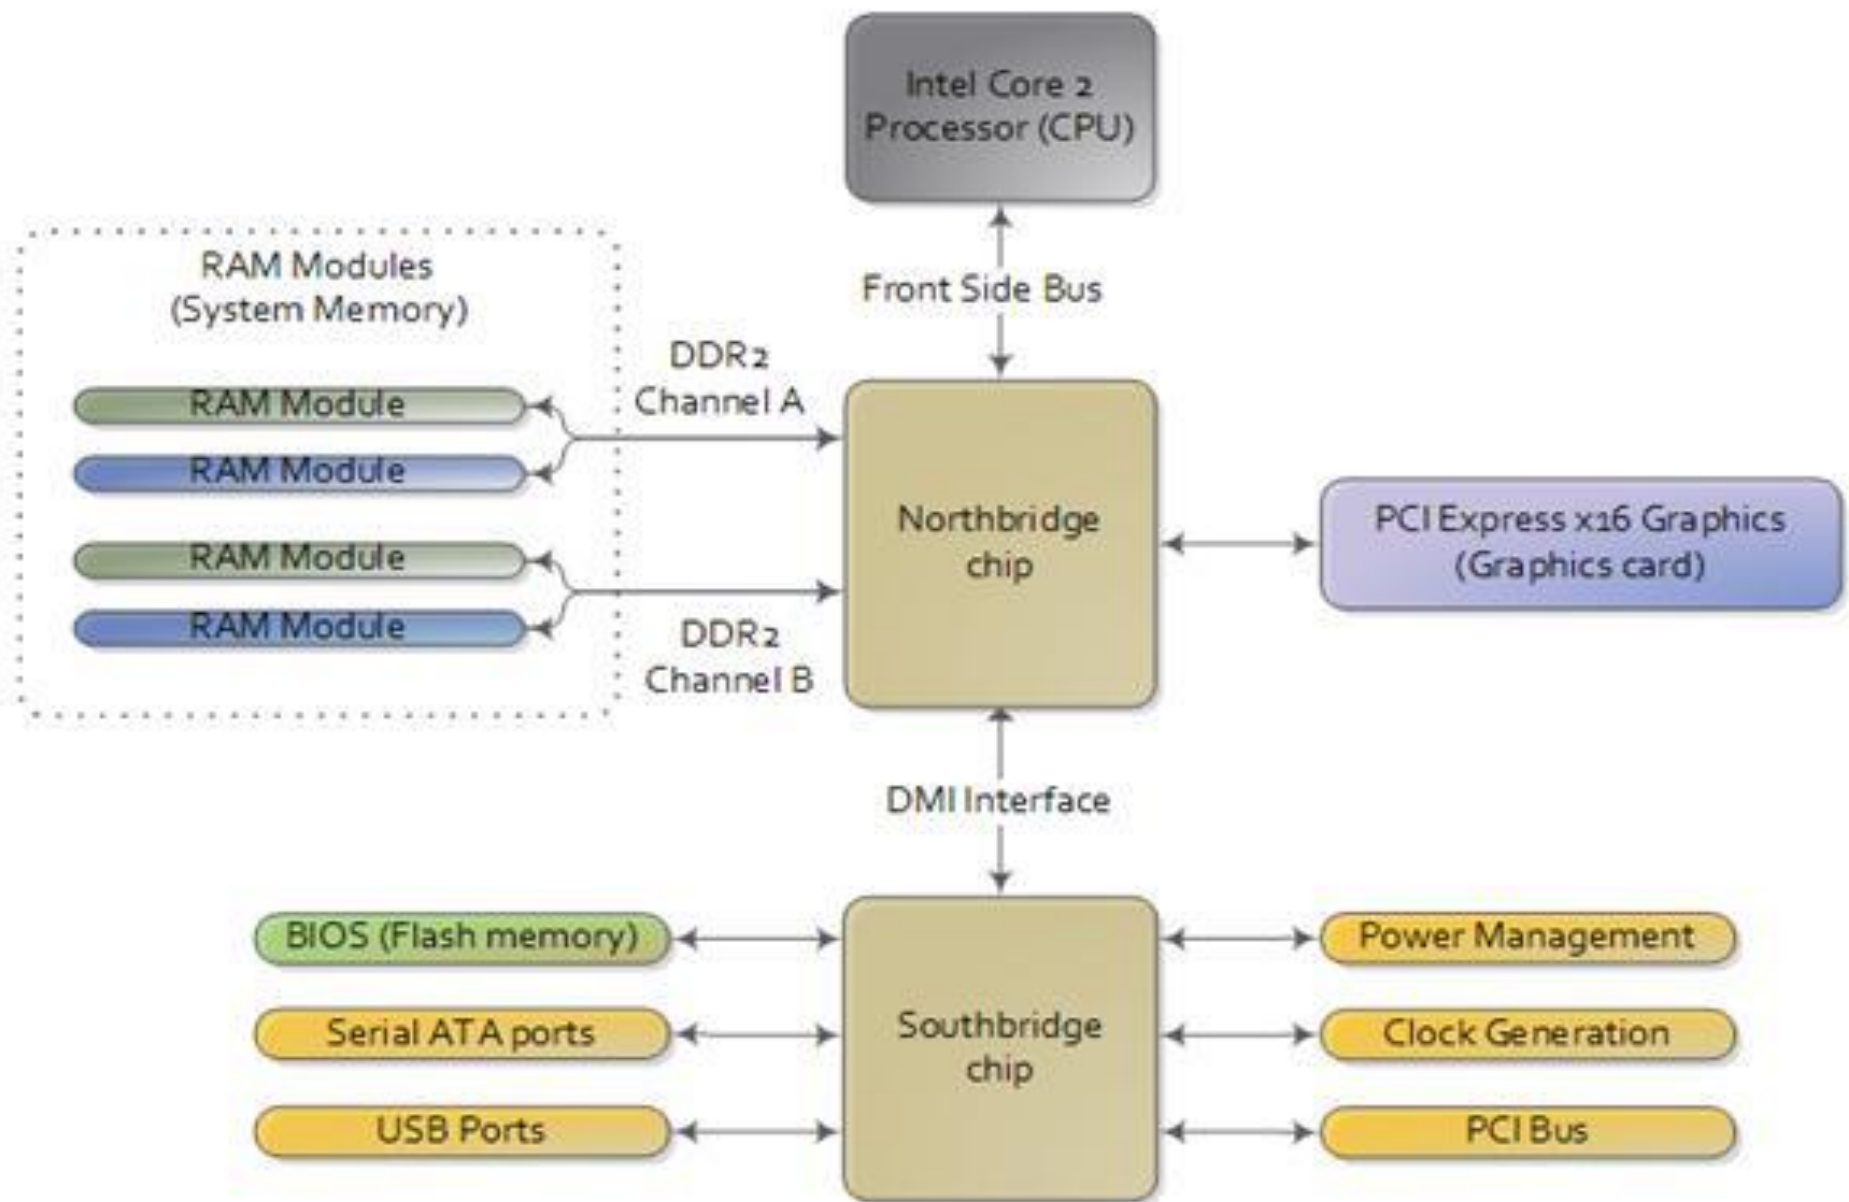 Intel Core 2
Processor (CPU)
Front Side Bus
RAM Modules
(System Memory)
RAM Module
RAM Module
RAM Module
RAM Module
DDR2
Channel A
DDR2
Channel B
Northbridge
chip
PCI Express x16 Graphics
(Graphics card)
DMI Interface
BIOS (Flash memory)
Serial ATA ports
USB Ports
Southbridge
chip
Power Management
Clock Generation
PCI Bus